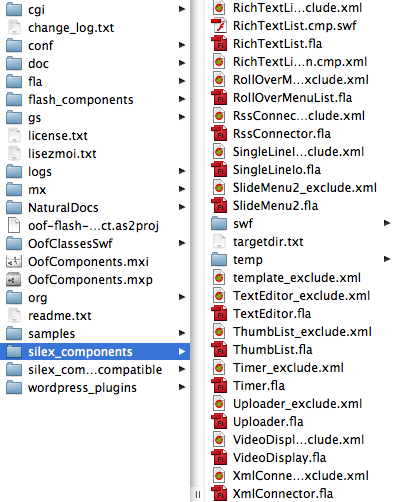 cgi
change_log.txt
conf
doc
fla
flash_components
gs
license.txt
lisezmoi.txt
logs
mx
NaturalDocs
oof-flash-...ct.as2proj
OofClassesSwf
OofComponents.mxi
OofComponents.mxp
org
readme.txt
samples
silex_components
silex_com...compatible
wordpress_plugins
RichTextLi...clude.xml
RichTextList.cmp.swf
RichTextList.fla
RichTextLi...n.cmp.xml
RollOverM...xclude.xml
RollOverMenuList.fla
RssConnec...clude.xml
RssConnector.fla
SingleLineI...clude.xml
SingleLineIo.fla
SlideMenu2_exclude.xml
SlideMenu2.fla
swf
targetdir.txt
temp
template_exclude.xml
TextEditor_exclude.xml
TextEditor.fla
ThumbList_exclude.xml
ThumbList.fla
Timer_exclude.xml
Timer.fla
Uploader_exclude.xml
Uploader.fla
VideoDispl...clude.xml
VideoDisplay.fla
XmlConne...xclude.xml
XmlConnector.fla